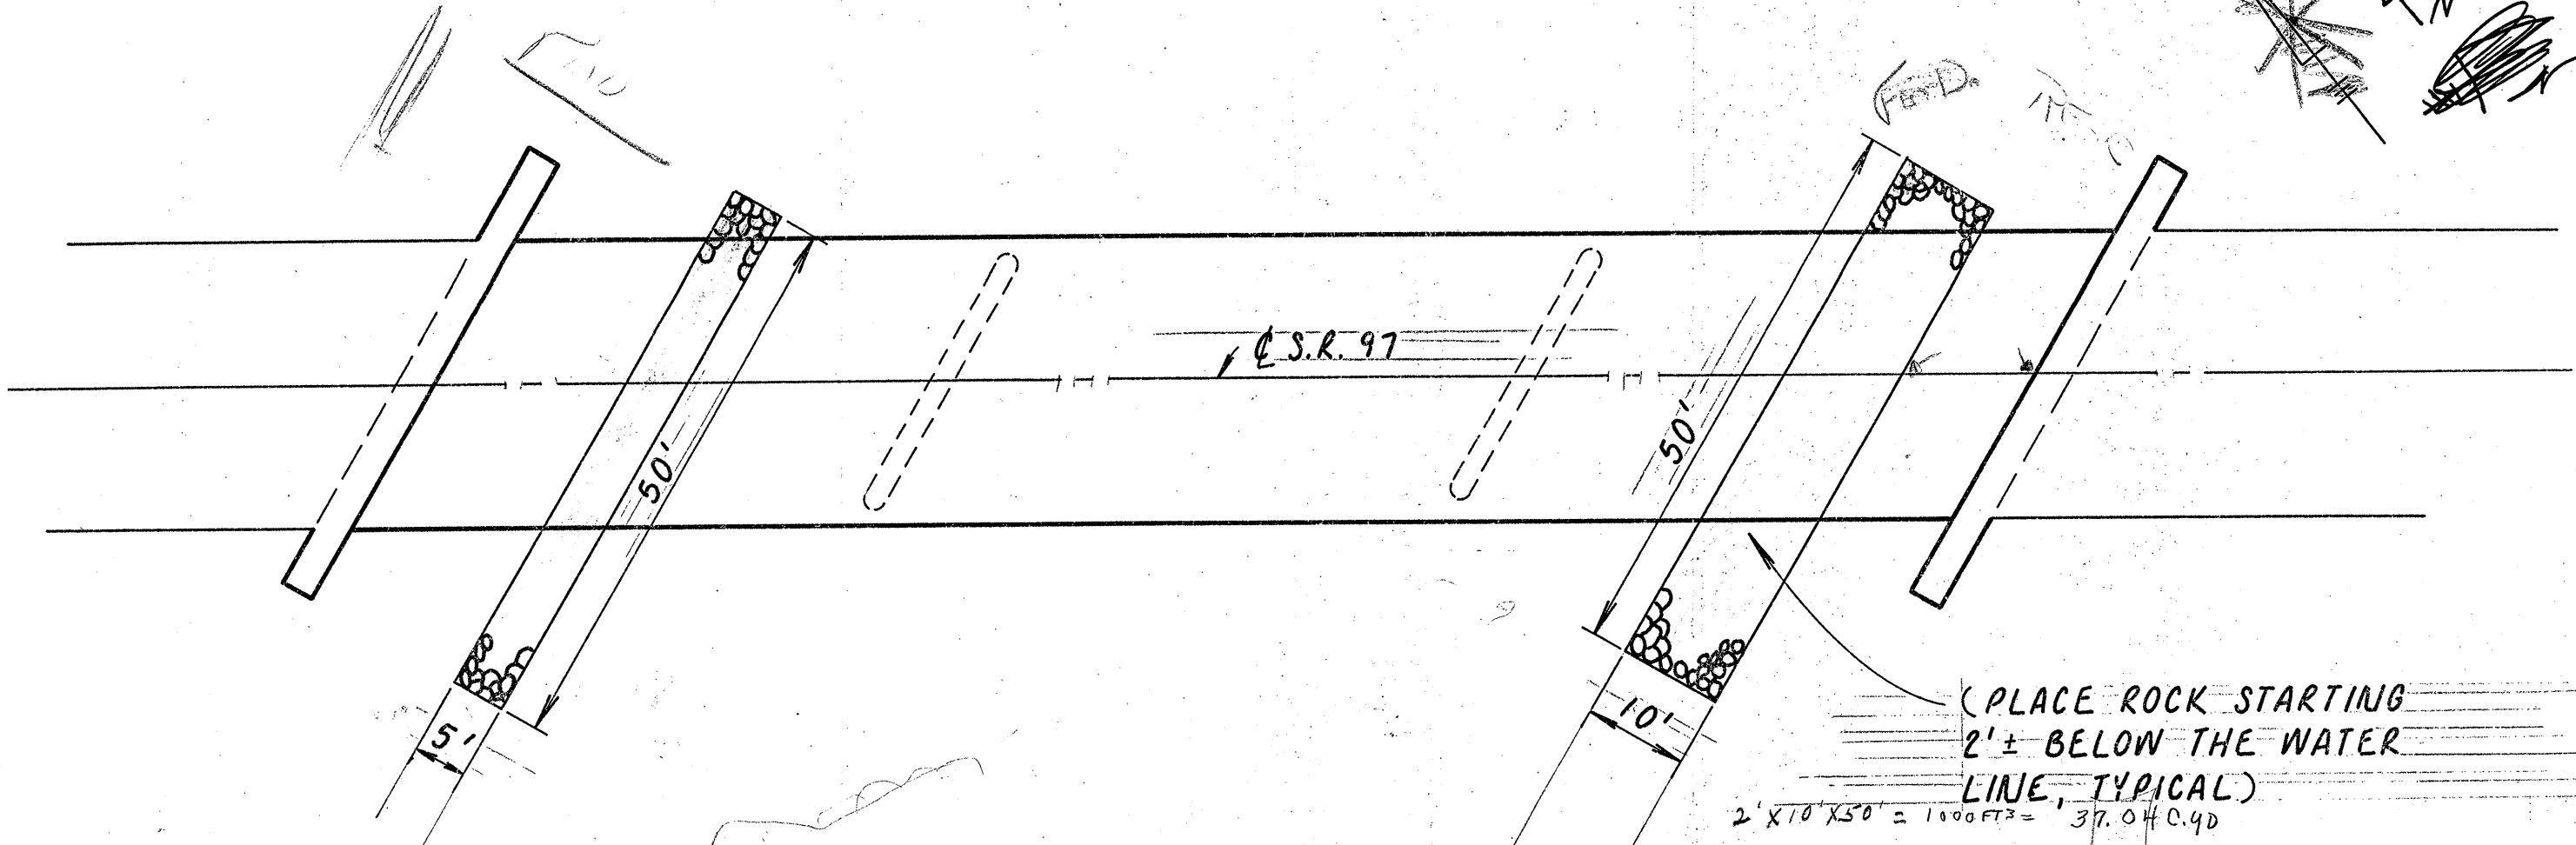 N
N
℄ S.R. 97
50'
50'
5'
10'
(PLACE ROCK STARTING
2'± BELOW THE WATER
LINE, TYPICAL)
2'X10'X50' = 1000FT3= 37.04 C.YD